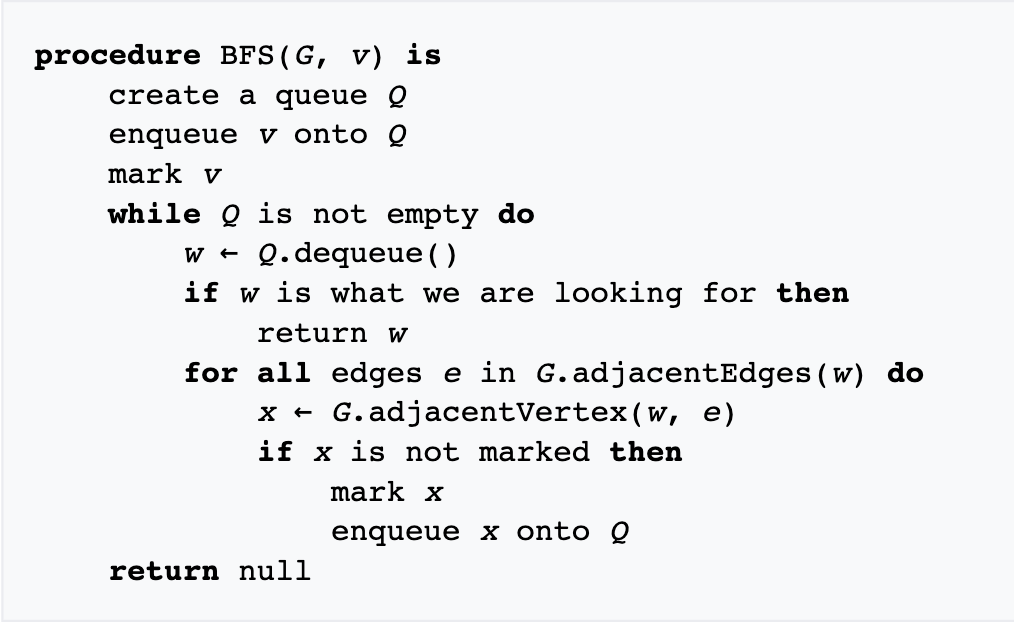 procedure BFS(G, v) is
create a queue Q
enqueue v onto Q
mark v
while Q is not empty do
w ← Q.dequeue()
if w is what we are looking for then
return w
for all edges e in G.adjacentEdges(w) do
x ← G.adjacentVertex(w, e)
if x is not marked then
mark x
enqueue x onto Q
return null